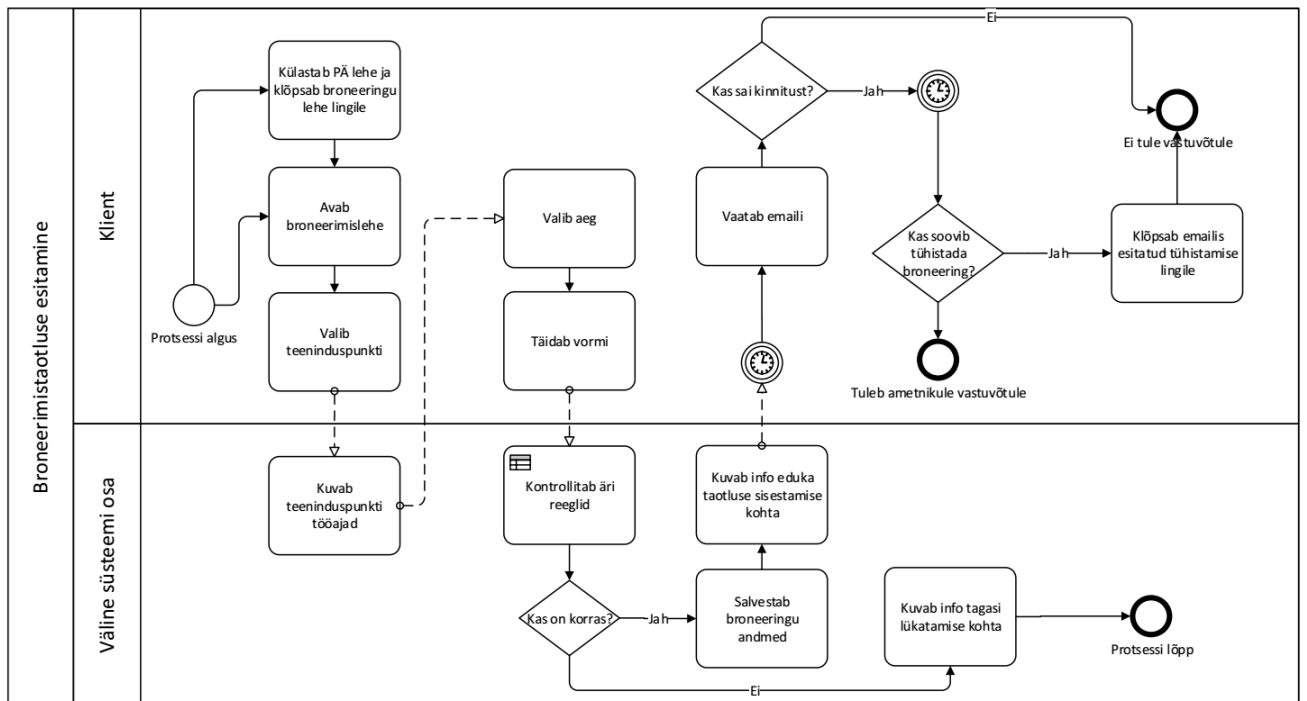 Broneerimistaotluse esitamine
Klient
Külastab PÄ lehe ja
klõpsab broneeringu
lehe lingile
Avab
broneerimislehe
Protsessi algus
Valib
teeninduspunkti
Valib aeg
Täidab vormi
Vaatab emaili
Kas sai kinnitust?
Jah
Ei
Ei tule vastuvõtule
Kas soovib
tühistada
broneering?
Jah
Klõpsab emailis
esitatud tühistamise
lingile
Tuleb ametnikule vastuvõtule
Väline süsteemi osa
Kuvab
teeninduspunkti
tööajad
Kontrollitab äri
reeglid
Kas on korras?
Jah
Salvestab
broneeringu
andmed
Kuvab info eduka
taotluse sisestamise
kohta
Ei
Kuvab info tagasi
lükatamise kohta
Protsessi lõpp